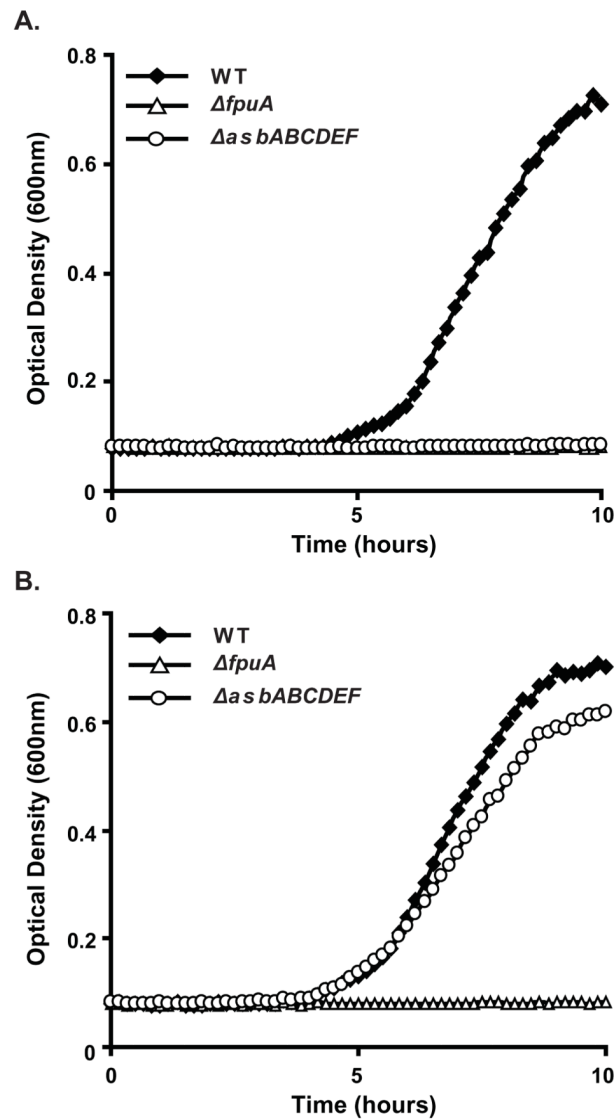 A.
WT
ΔfpuA
ΔasbABCDEF
0.8
0.6
0.4
0.2
0
Optical Density (600nm)
0
5
10
Time (hours)
B.
WT
ΔfpuA
ΔasbABCDEF
0.8
0.6
0.4
0.2
0
Optical Density (600nm)
0
5
10
Time (hours)